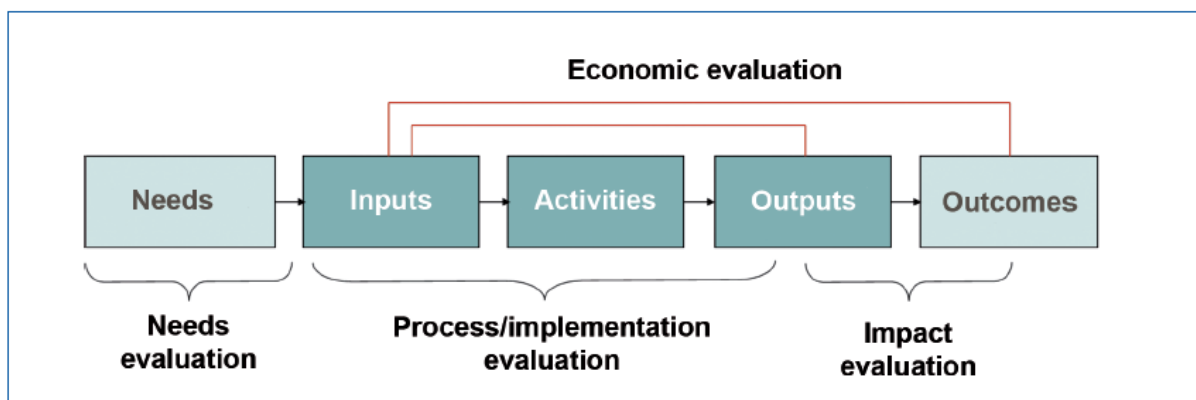 Economic evaluation
Needs
Inputs
Activities
Outputs
Outcomes
Needs
evaluation
Process/implementation
evaluation
Impact
evaluation